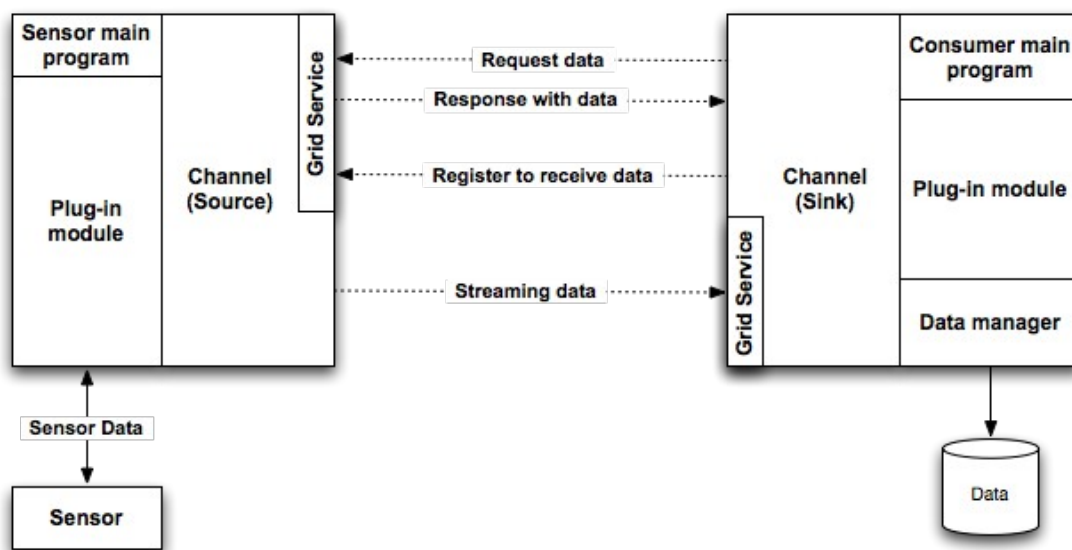 Sensor main
program
Plug-in
module
Channel
(Source)
Grid Service
Request data
Response with data
Register to receive data
Streaming data
Grid Service
Channel
(Sink)
Consumer main
program
Plug-in module
Data manager
Sensor Data
Sensor
Data